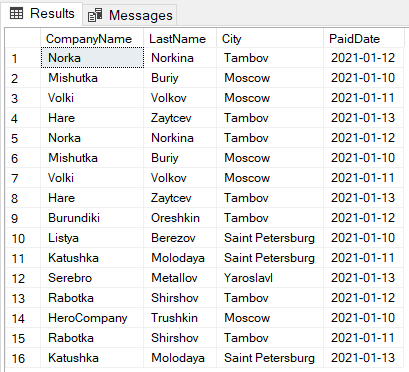 Results Messages
CompanyName LastName City PaidDate
1 Norka Norkina Tambov 2021-01-12
2 Mishutka Buriy Moscow 2021-01-10
3 Volki Volkov Moscow 2021-01-11
4 Hare Zaytcev Tambov 2021-01-13
5 Norka Norkina Tambov 2021-01-12
6 Mishutka Buriy Moscow 2021-01-10
7 Volki Volkov Moscow 2021-01-11
8 Hare Zaytcev Tambov 2021-01-13
9 Burundiki Oreshkin Tambov 2021-01-12
10 Listya Berezov Saint Petersburg 2021-01-10
11 Katushka Molodaya Saint Petersburg 2021-01-11
12 Serebro Metallov Yaroslavl 2021-01-13
13 Rabotka Shirshov Tambov 2021-01-12
14 HeroCompany Trushkin Moscow 2021-01-10
15 Rabotka Shirshov Tambov 2021-01-11
16 Katushka Molodaya Saint Petersburg 2021-01-13